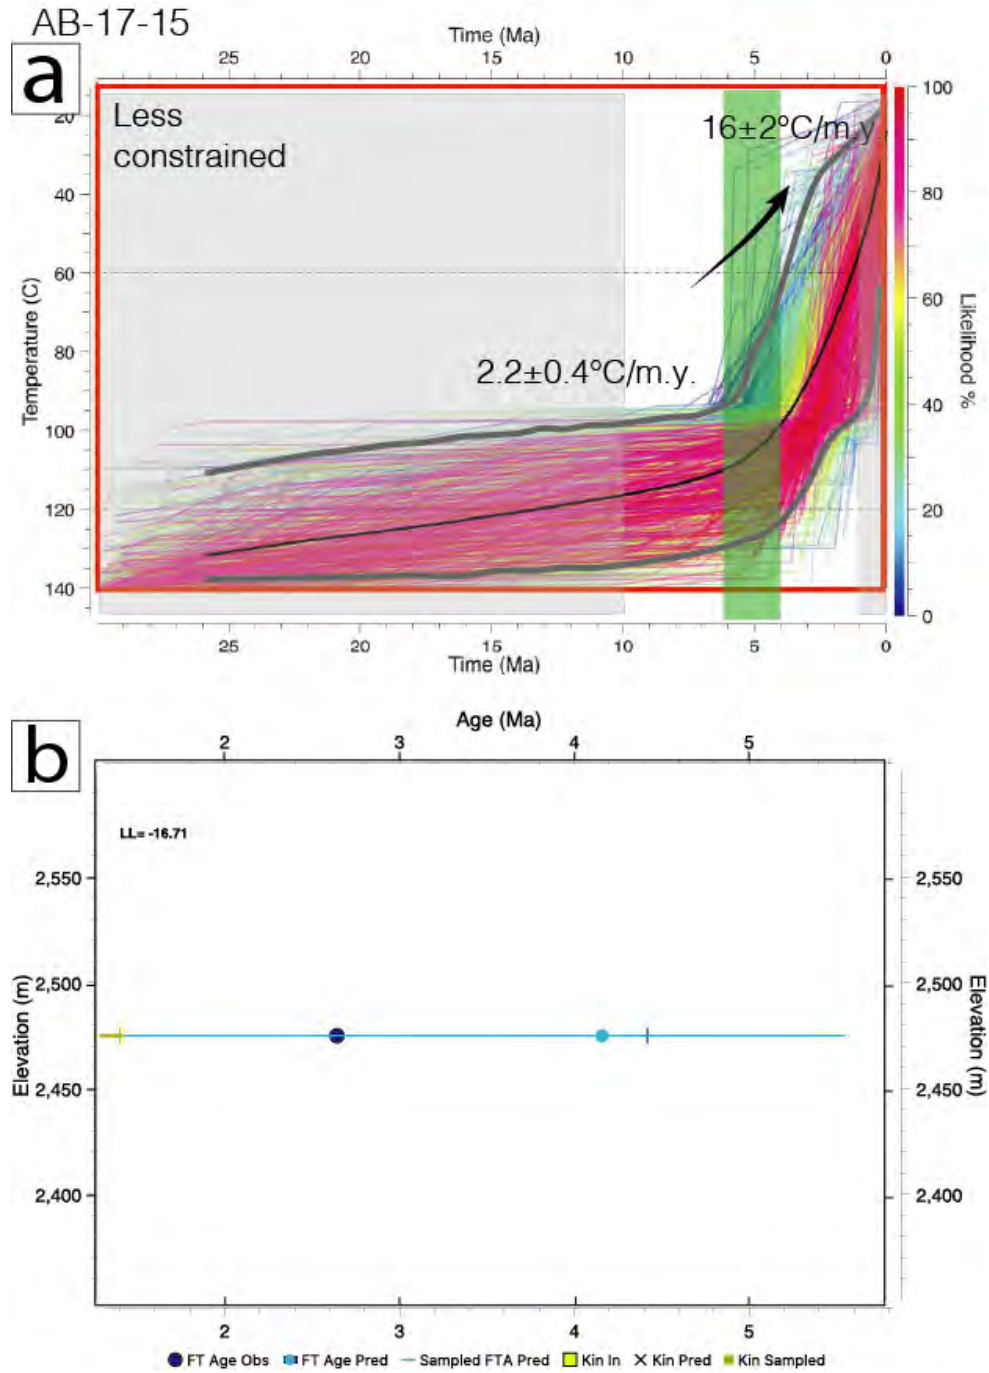 AB-17-15
a
Time (Ma)
25 20 15 10 5 0
Less
constrained
16±2°C/m.y.
2.2±0.4°C/m.y.
Temperature (C)
20
40
60
80
100
120
140
100
80
60
40
20
0
Likelihood %
25 20 15 10 5 0
Time (Ma)
b
Age (Ma)
2 3 4 5
LL= -16.71
Elevation (m)
2,550
2,500
2,450
2,400
2,550
2,500
2,450
2,400
Elevation (m)
2 3 4 5
FT Age Obs FT Age Pred Sampled FTA Pred Kin In Kin Pred Kin Sampled